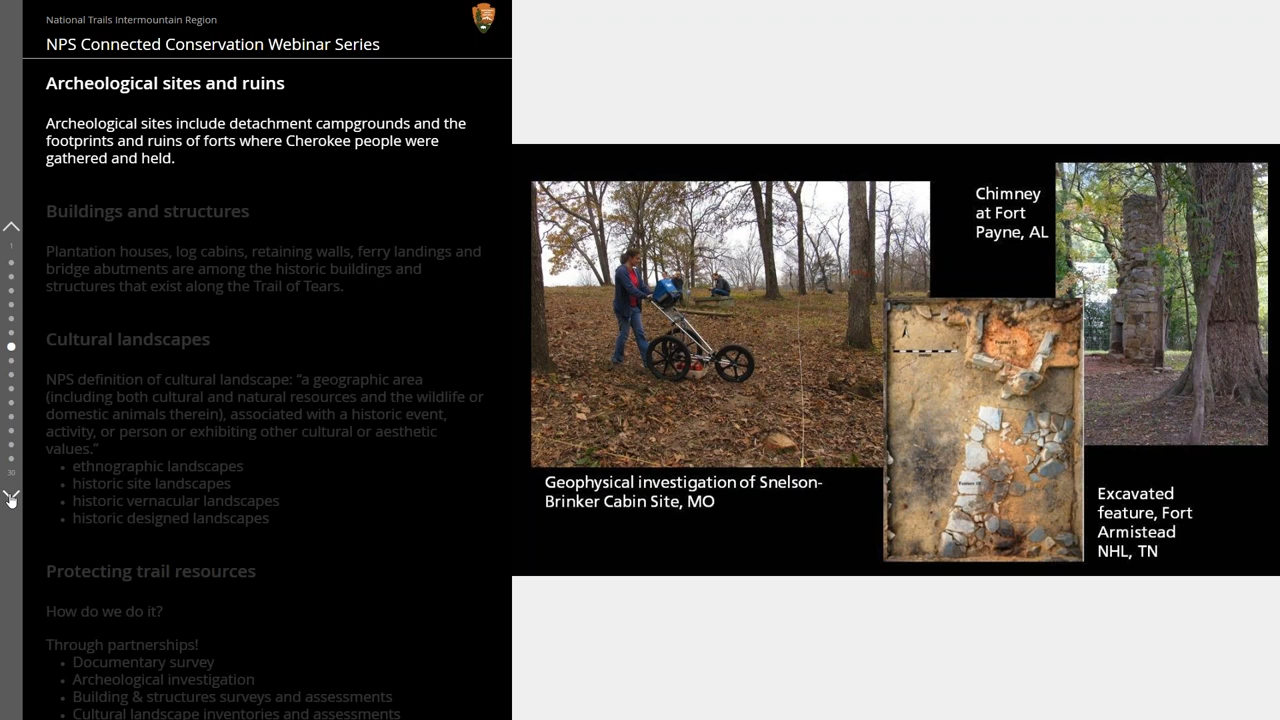 National Trails Intermountain Region
NPS Connected Conservation Webinar Series
Archeological sites and ruins
Archeological sites include detachment campgrounds and the
footprints and ruins of forts where Cherokee people were
gathered and held.
Buildings and structures
Plantation houses, log cabins, retaining walls, ferry landings and
bridge abutments are among the historic buildings and
structures that exist along the Trail of Tears.
Cultural landscapes
NPS definition of cultural landscape: “a geographic area
(including both cultural and natural resources and the wildlife or
domestic animals therein), associated with a historic event,
activity, or person or exhibiting other cultural or aesthetic
values.”
• ethnographic landscapes
• historic site landscapes
• historic vernacular landscapes
• historic designed landscapes
Protecting trail resources
How do we do it?
Through partnerships!
• Documentary survey
• Archeological investigation
• Building & structures surveys and assessments
• Cultural landscape inventories and assessments
1
30
Chimney
at Fort
Payne, AL
Geophysical investigation of Snelson-
Brinker Cabin Site, MO
Excavated
feature, Fort
Armistead
NHL, TN